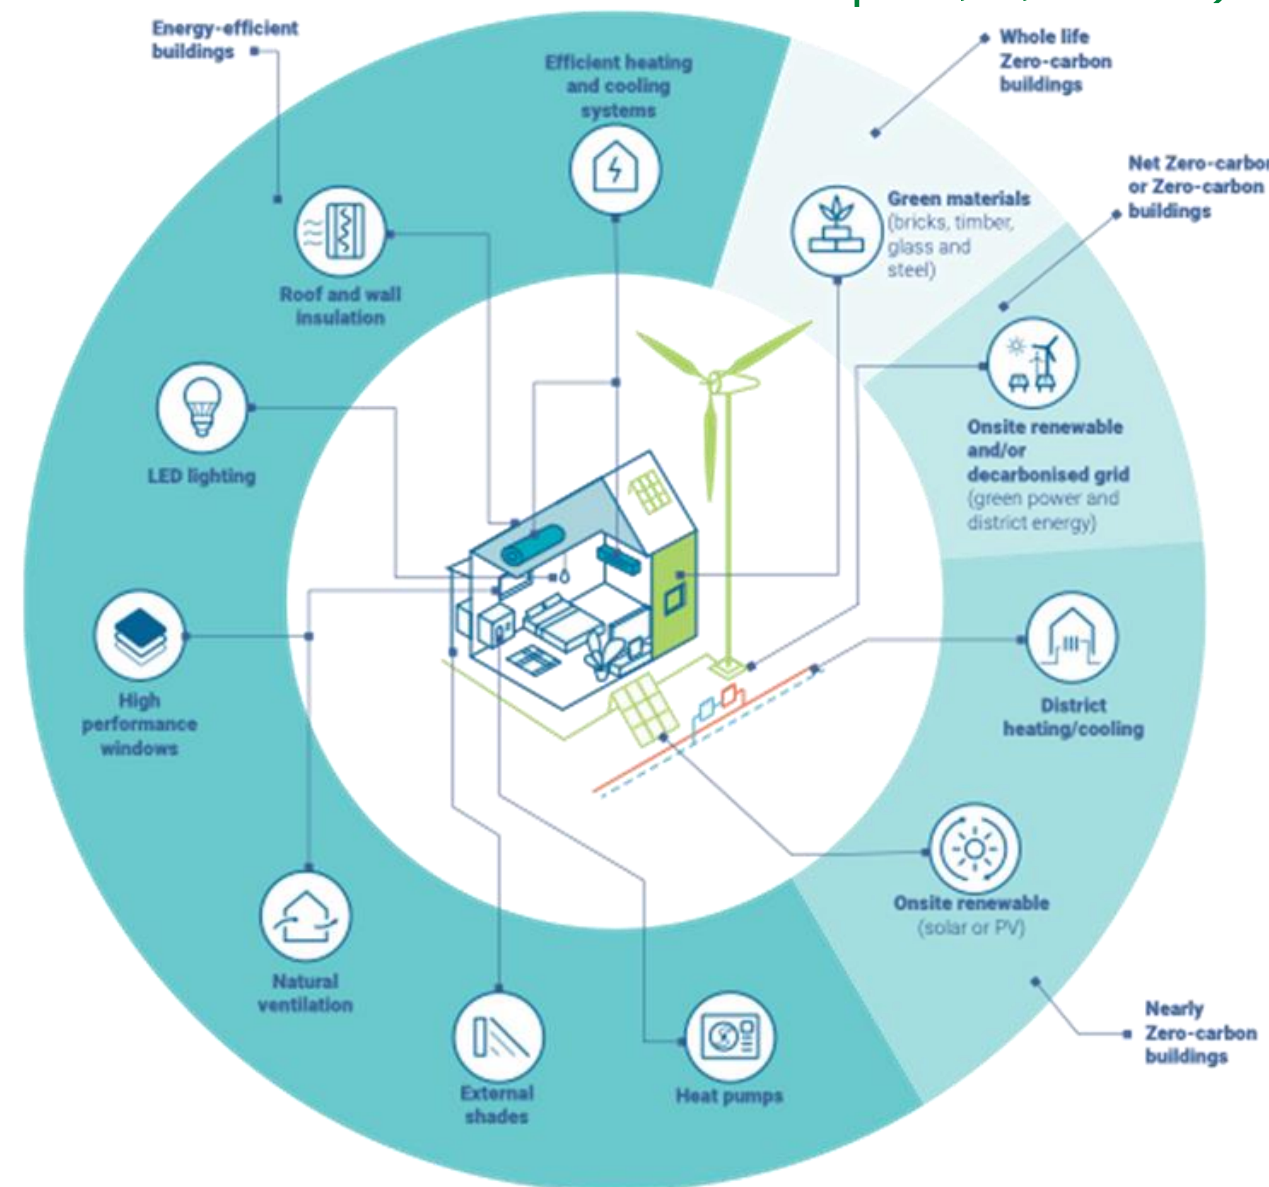 Energy-efficient
buildings
Efficient heating
and cooling
systems
Whole life
Zero-carbon
buildings
Net Zero-carbon
or Zero-carbon
buildings
Green materials
(bricks, timber,
glass and
steel)
Roof and wall
insulation
Onsite renewable
and/or
decarbonised grid
(green power and
district energy)
LED lighting
High
performance
windows
District
heating/cooling
Onsite renewable
(solar or PV)
Natural
ventilation
Nearly
Zero-carbon
buildings
External
shades
Heat pumps